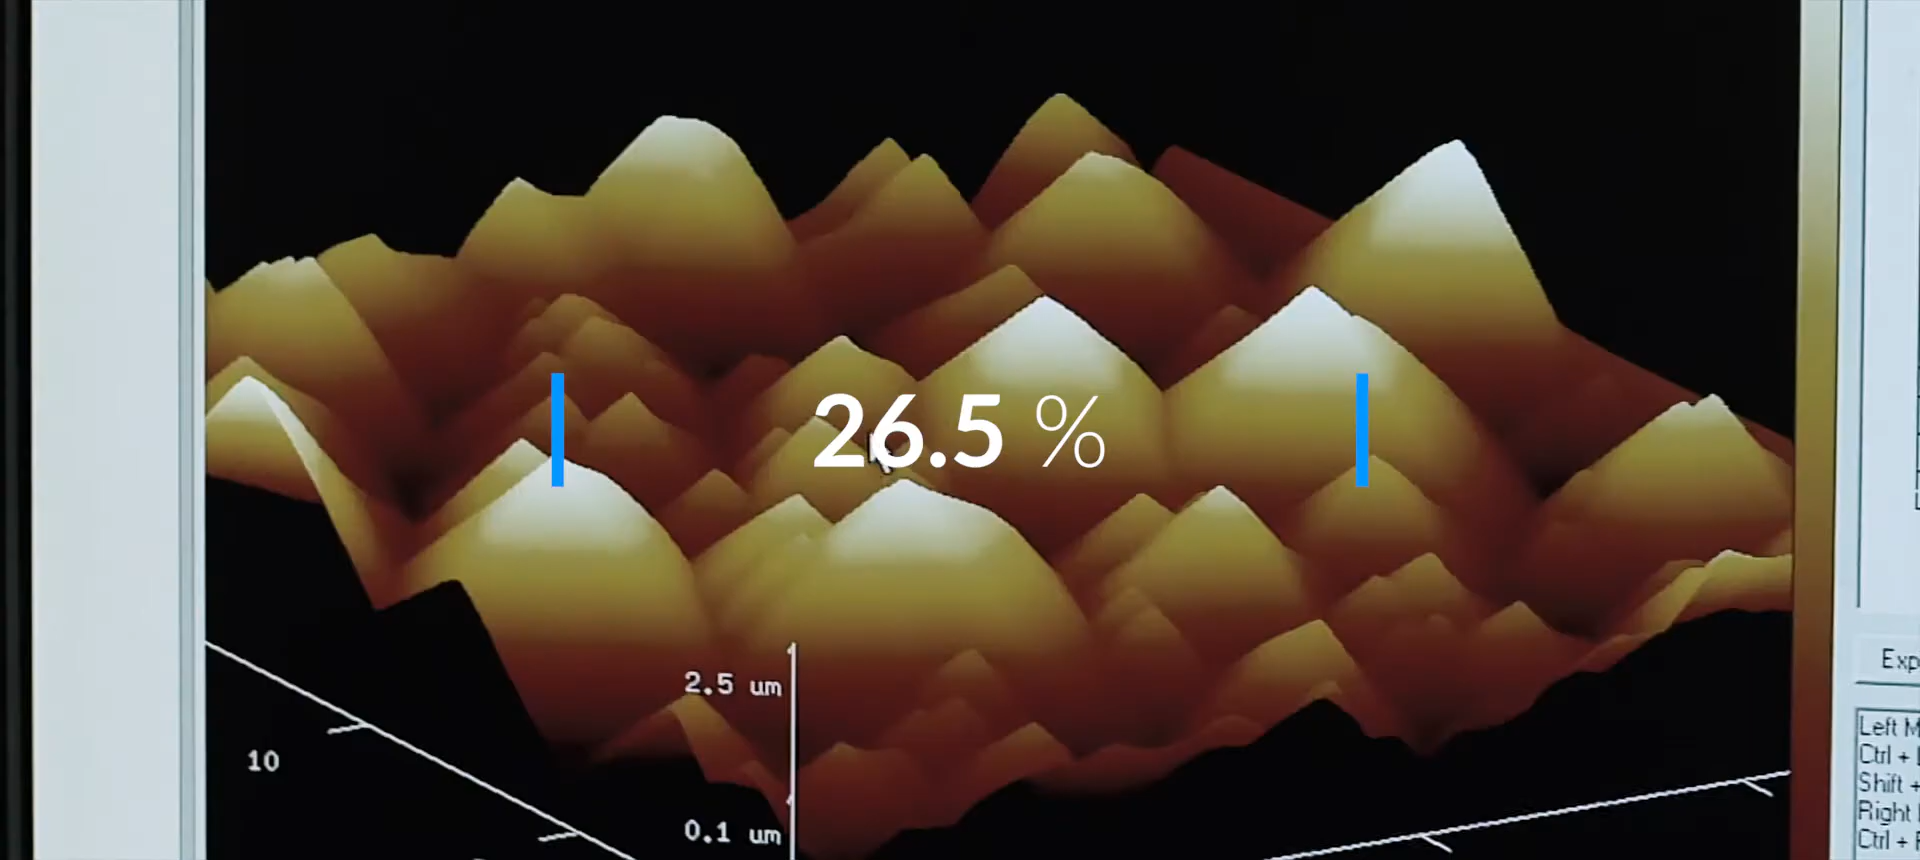 26.5 %
2.5 um
10
0.1 um
Exp
Left M
Ctrl +
Shift +
Right
Ctrl +